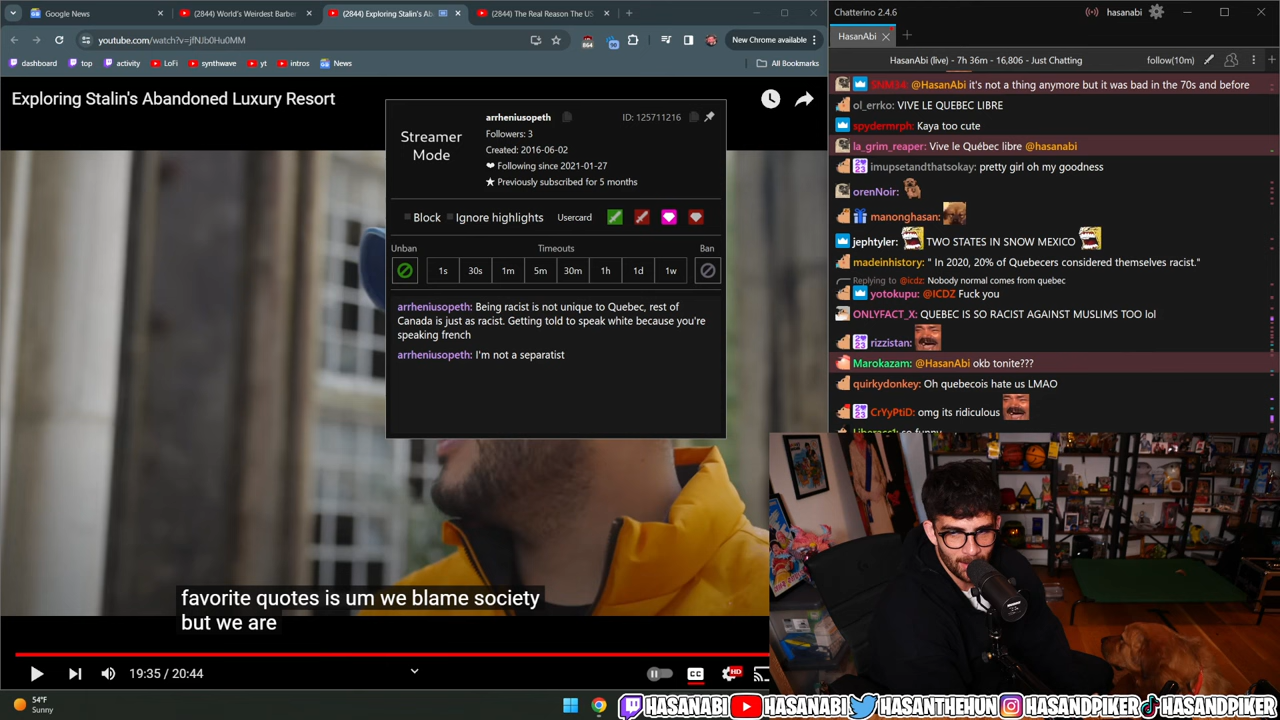 Google News
(2844) World's Weirdest Barbe
(2844) Exploring Stalin's Ab
(2844) The Real Reason The US
youtube.com/watch?v=jfNJb0Hu0MM
864
90
New Chrome available
dashboard
top
activity
LoFi
synthwave
yt
intros
News
All Bookmarks
Exploring Stalin's Abandoned Luxury Resort
Streamer
Mode
arrheniusopeth
ID: 125711216
Followers: 3
Created: 2016-06-02
❤ Following since 2021-01-27
★ Previously subscribed for 5 months
Block
Ignore highlights
Usercard
Unban
Timeouts
Ban
1s
30s
1m
5m
30m
1h
1d
1w
arrheniusopeth: Being racist is not unique to Quebec, rest of
Canada is just as racist. Getting told to speak white because you're
speaking french
arrheniusopeth: I'm not a separatist
favorite quotes is um we blame society
but we are
19:35 / 20:44
CC
HD
54°F
Sunny
Chatterino 2.4.6
hasanabi
HasanAbi
HasanAbi (live) - 7h 36m - 16,806 - Just Chatting
follow(10m)
SNM34: @HasanAbi it's not a thing anymore but it was bad in the 70s and before
ol_errko: VIVE LE QUEBEC LIBRE
spydermrph: Kaya too cute
la_grim_reaper: Vive le Québec libre @hasanabi
imupsetandthatsokay: pretty girl oh my goodness
orenNoir:
manonghasan:
jephtyler: TWO STATES IN SNOW MEXICO
madeinhistory: " In 2020, 20% of Quebecers considered themselves racist."
Replying to @icdz: Nobody normal comes from quebec
yotokupu: @ICDZ Fuck you
ONLYFACT_X: QUEBEC IS SO RACIST AGAINST MUSLIMS TOO lol
rizzistan:
Marokazam: @HasanAbi okb tonite???
quirkydonkey: Oh quebecois hate us LMAO
CrYyPtiD: omg its ridiculous
HASANABI
HASANABI
HASANTHEHUN
HASANDPIKER
HASANDPIKER